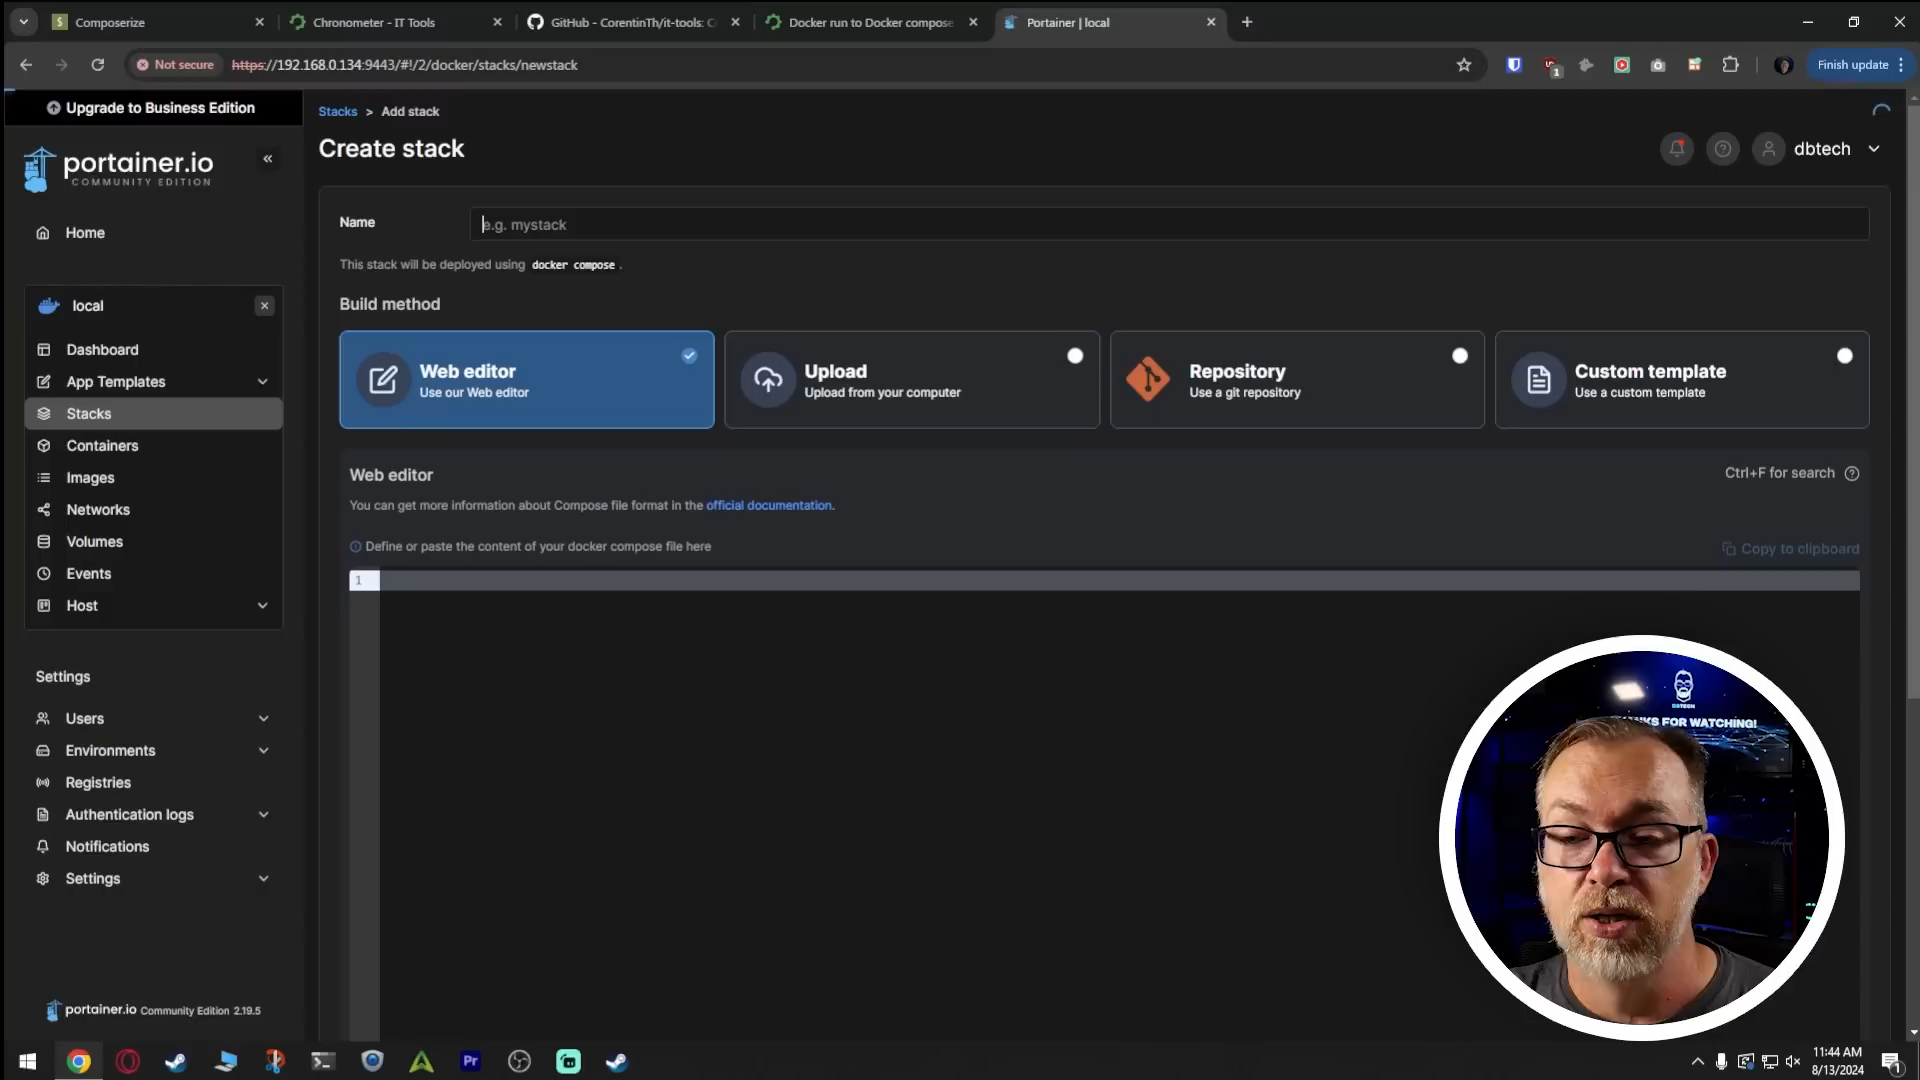 Composerize
Chronometer - IT Tools
GitHub - CorentinTh/it-tools: C
Docker run to Docker compose
Portainer | local
Not secure
https://192.168.0.134:9443/#!/2/docker/stacks/newstack
1
Finish update
Upgrade to Business Edition
portainer.io
COMMUNITY EDITION
Home
local
Dashboard
App Templates
Stacks
Containers
Images
Networks
Volumes
Events
Host
Settings
Users
Environments
Registries
Authentication logs
Notifications
Settings
portainer.io Community Edition 2.19.5
Stacks > Add stack
Create stack
dbtech
Name
e.g. mystack
This stack will be deployed using docker compose .
Build method
Web editor
Use our Web editor
Upload
Upload from your computer
Repository
Use a git repository
Custom template
Use a custom template
Web editor
Ctrl+F for search
You can get more information about Compose file format in the official documentation.
Define or paste the content of your docker compose file here
Copy to clipboard
1
DBTECH
KS FOR WATCHING!
Pr
11:44 AM
8/13/2024
1